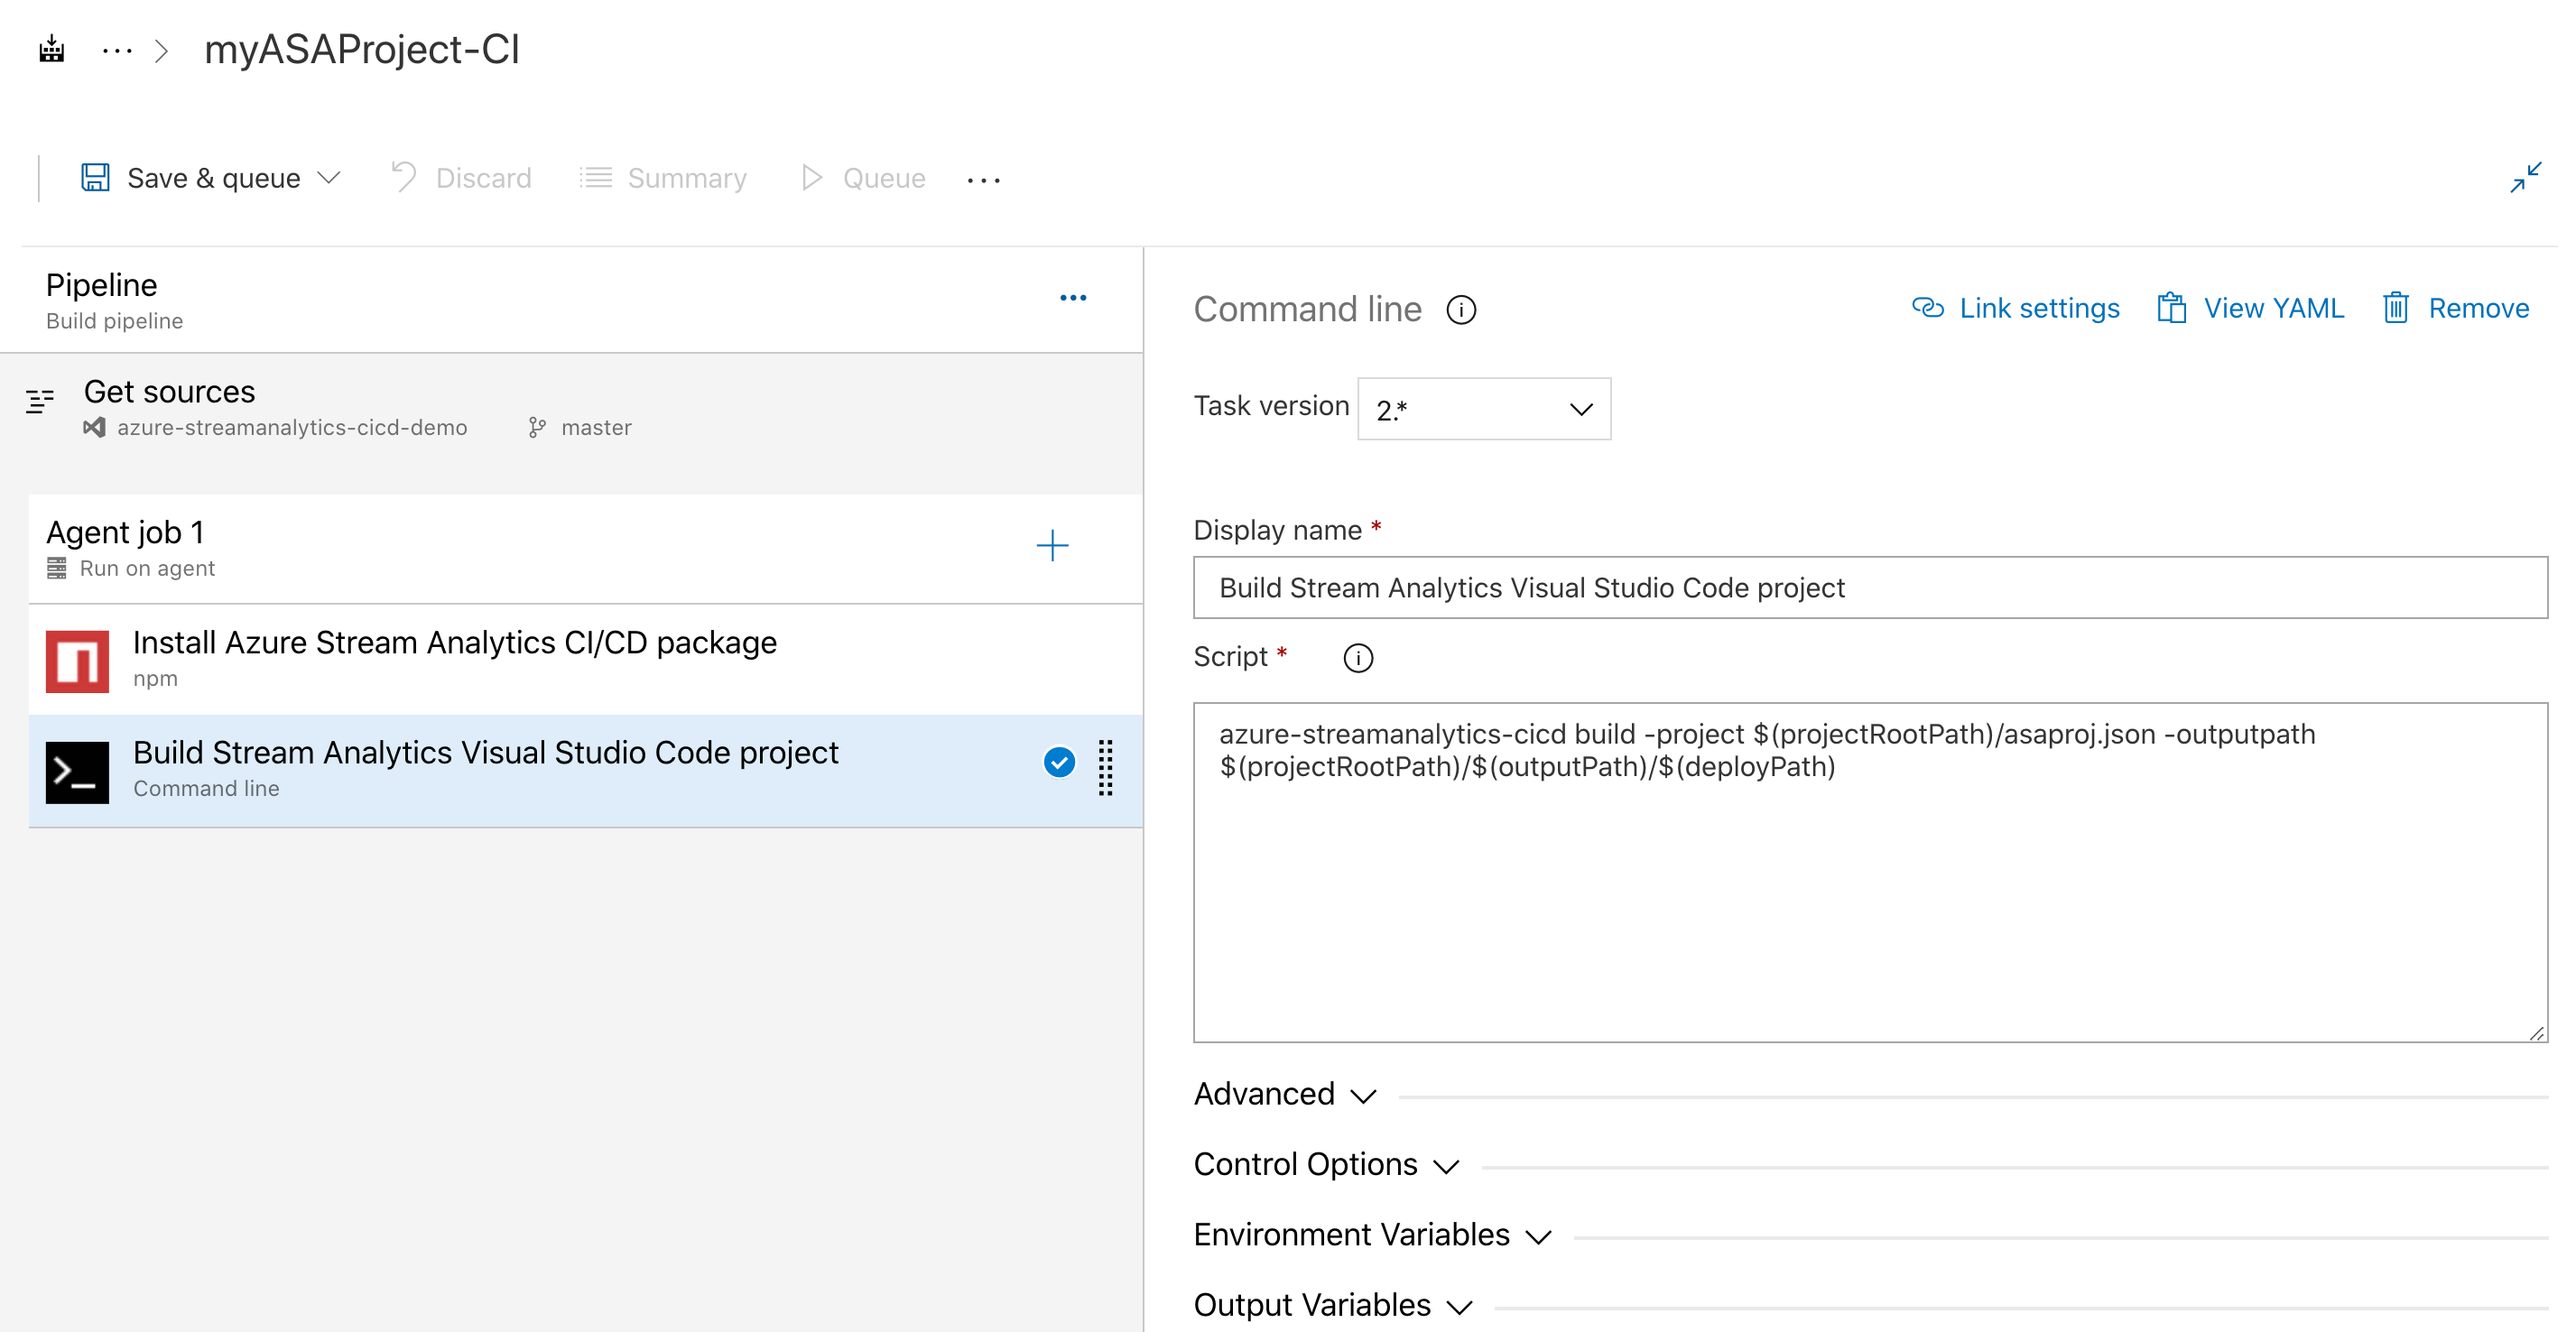 myASAProject-CI
Save & queue
Discard
Summary
Queue
Pipeline
Build pipeline
Get sources
azure-streamanalytics-cicd-demo
master
Agent job 1
Run on agent
Install Azure Stream Analytics CI/CD package
npm
Build Stream Analytics Visual Studio Code project
Command line
Command line
Link settings
View YAML
Remove
Task version
2.*
Display name *
Build Stream Analytics Visual Studio Code project
Script *
azure-streamanalytics-cicd build -project $(projectRootPath)/asaproj.json -outputpath
$(projectRootPath)/$(outputPath)/$(deployPath)
Advanced
Control Options
Environment Variables
Output Variables